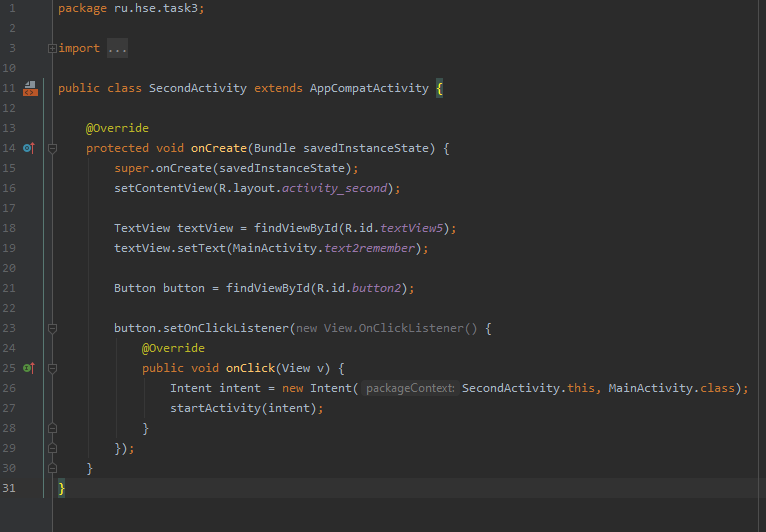 1 package ru.hse.task3;
2
3 import ...
10
11 public class SecondActivity extends AppCompatActivity {
12
13 @Override
14 protected void onCreate(Bundle savedInstanceState) {
15 super.onCreate(savedInstanceState);
16 setContentView(R.layout.activity_second);
17
18 TextView textView = findViewById(R.id.textView5);
19 textView.setText(MainActivity.text2remember);
20
21 Button button = findViewById(R.id.button2);
22
23 button.setOnClickListener(new View.OnClickListener() {
24 @Override
25 public void onClick(View v) {
26 Intent intent = new Intent( packageContext: SecondActivity.this, MainActivity.class);
27 startActivity(intent);
28 }
29 });
30 }
31 }